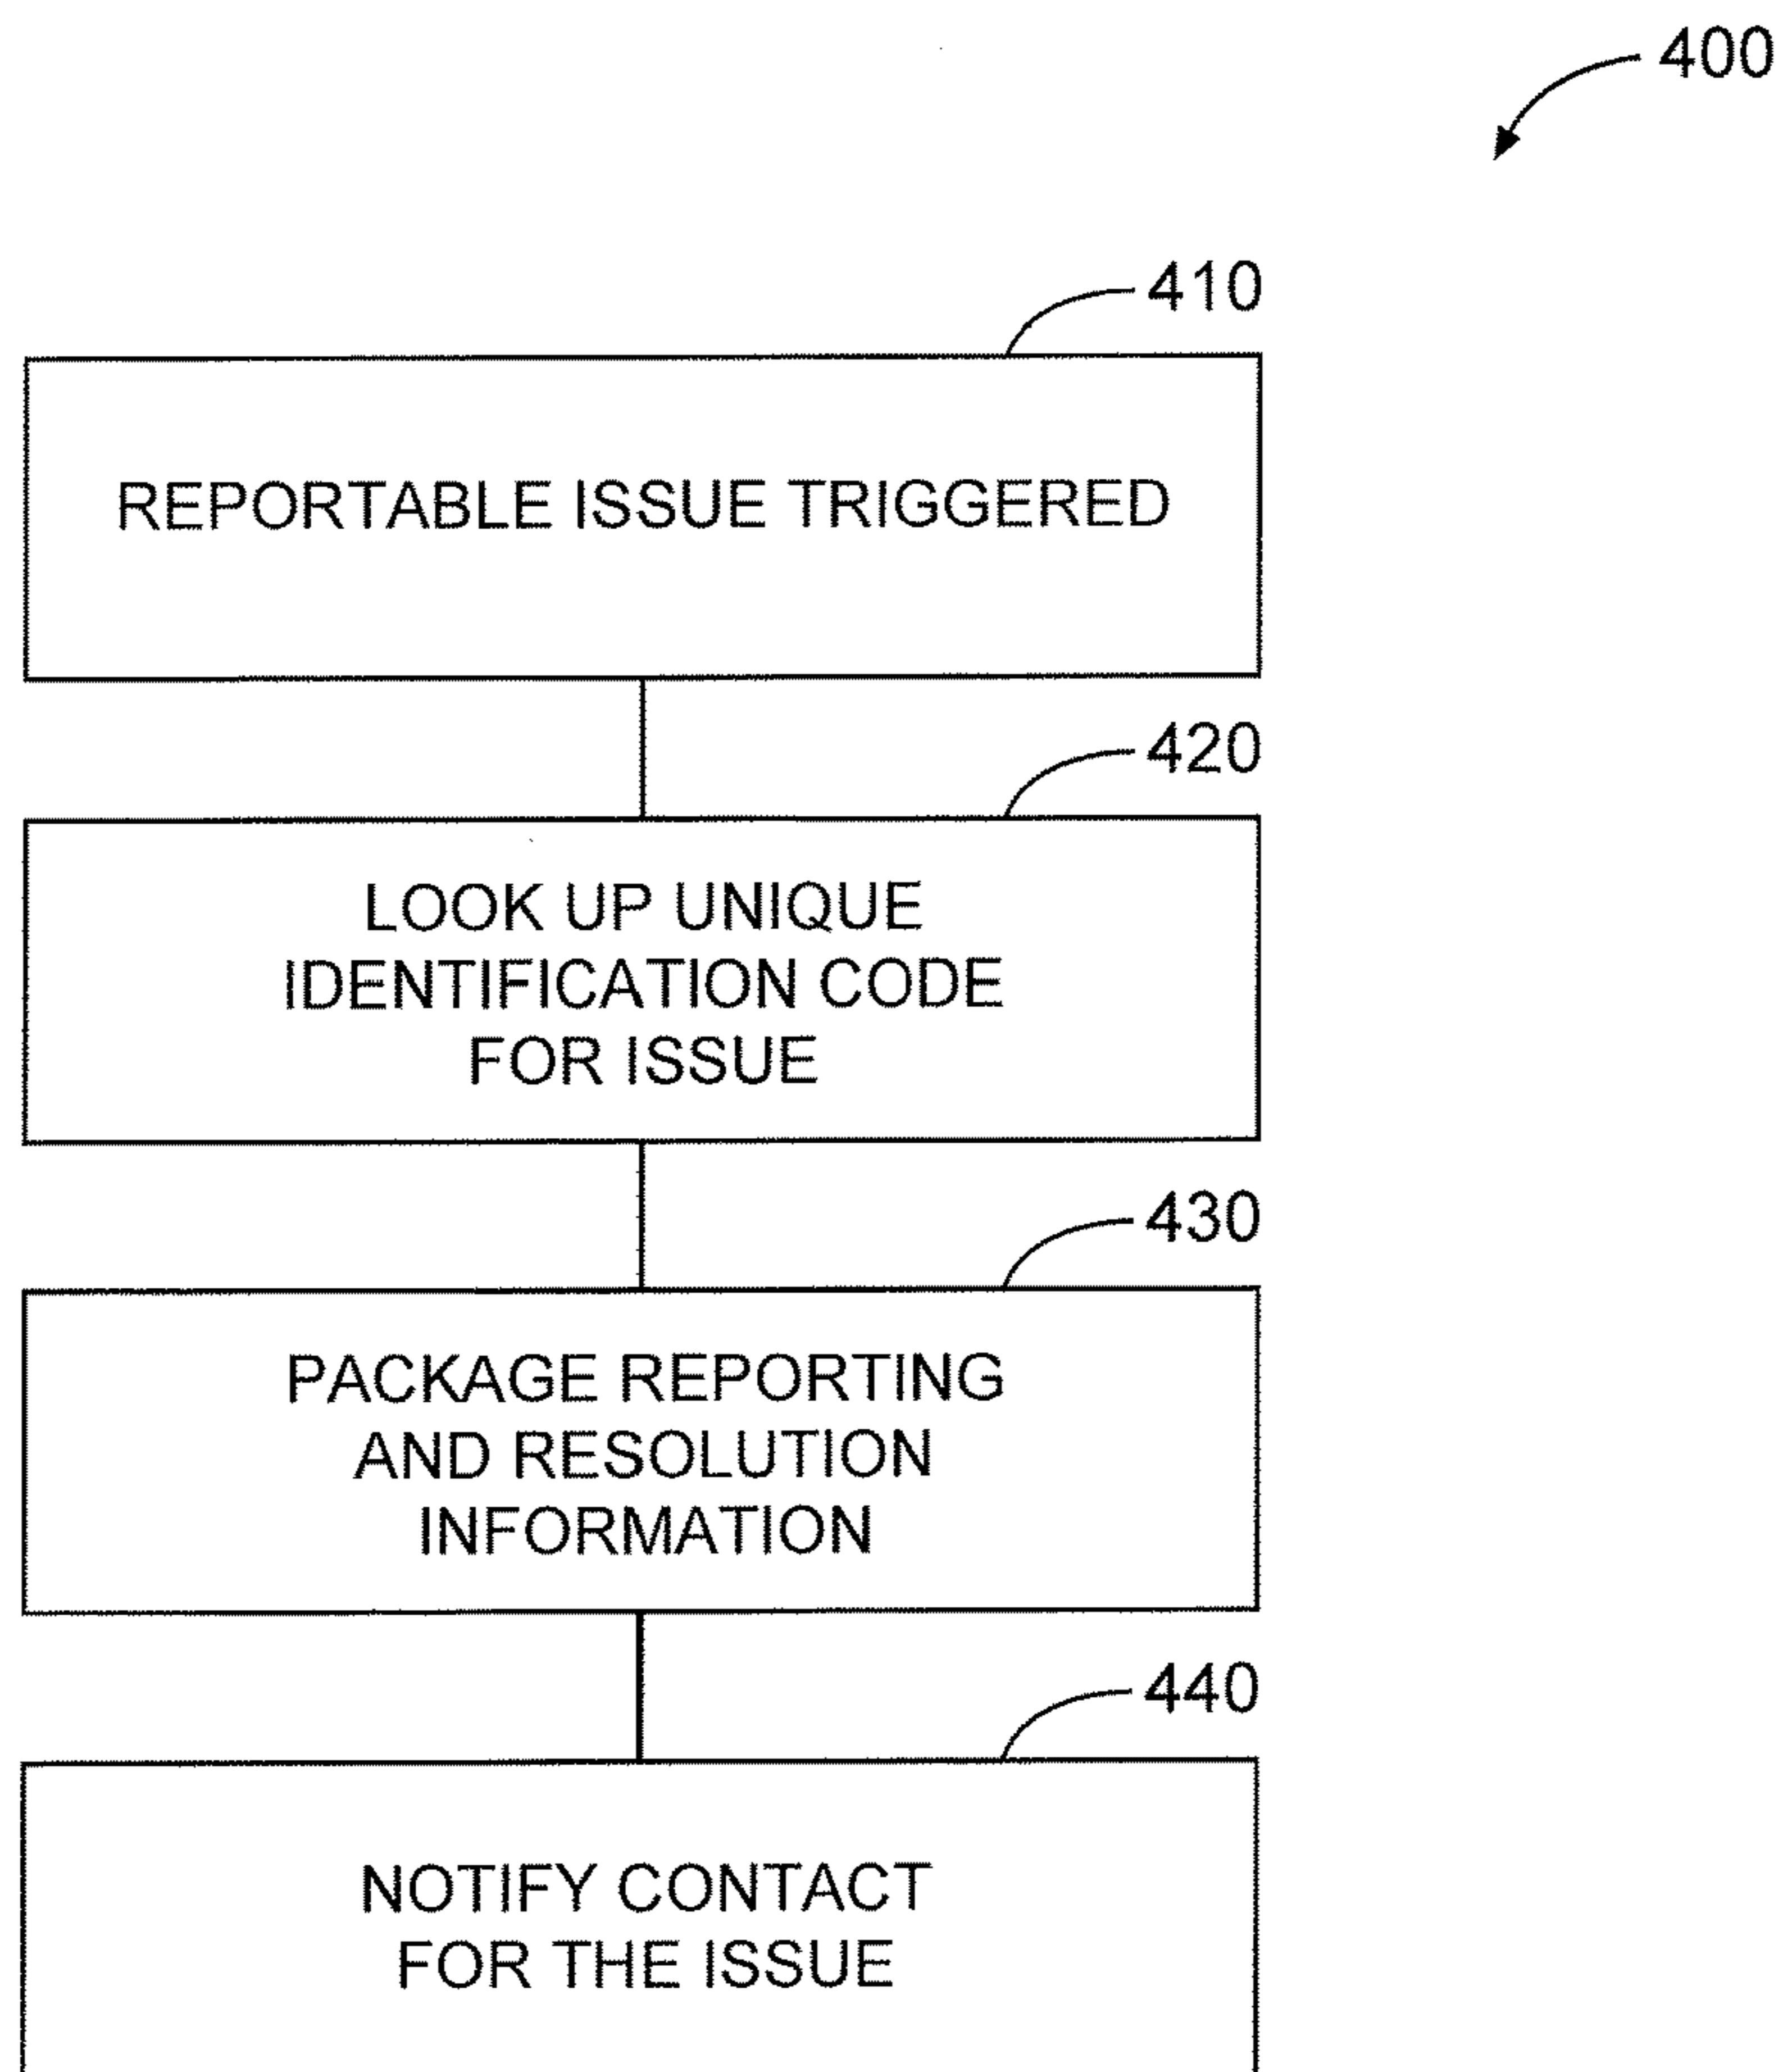 400
410
REPORTABLE ISSUE TRIGGERED
420
LOOK UP UNIQUE
IDENTIFICATION CODE
FOR ISSUE
430
PACKAGE REPORTING
AND RESOLUTION
INFORMATION
440
NOTIFY CONTACT
FOR THE ISSUE